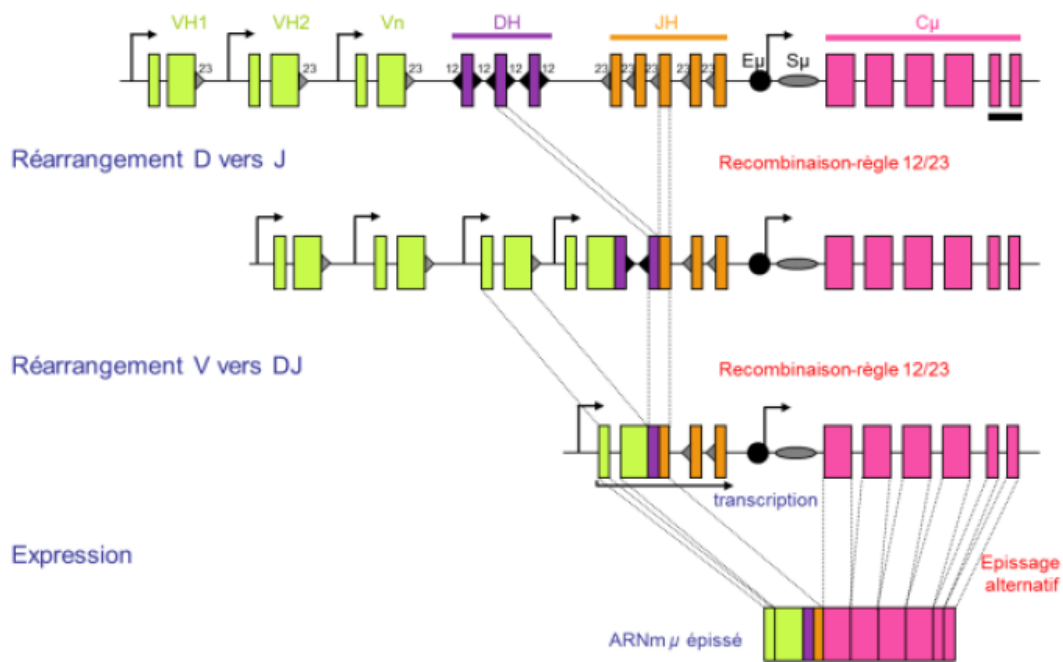 VH1 VH2 Vn DH JH Cµ
Eµ Sµ
23 23 23 12 12 12 12 23 23 23 23
Réarrangement D vers J
Recombinaison-règle 12/23
Réarrangement V vers DJ
Recombinaison-règle 12/23
transcription
Expression
Epissage
alternatif
ARNm µ épissé